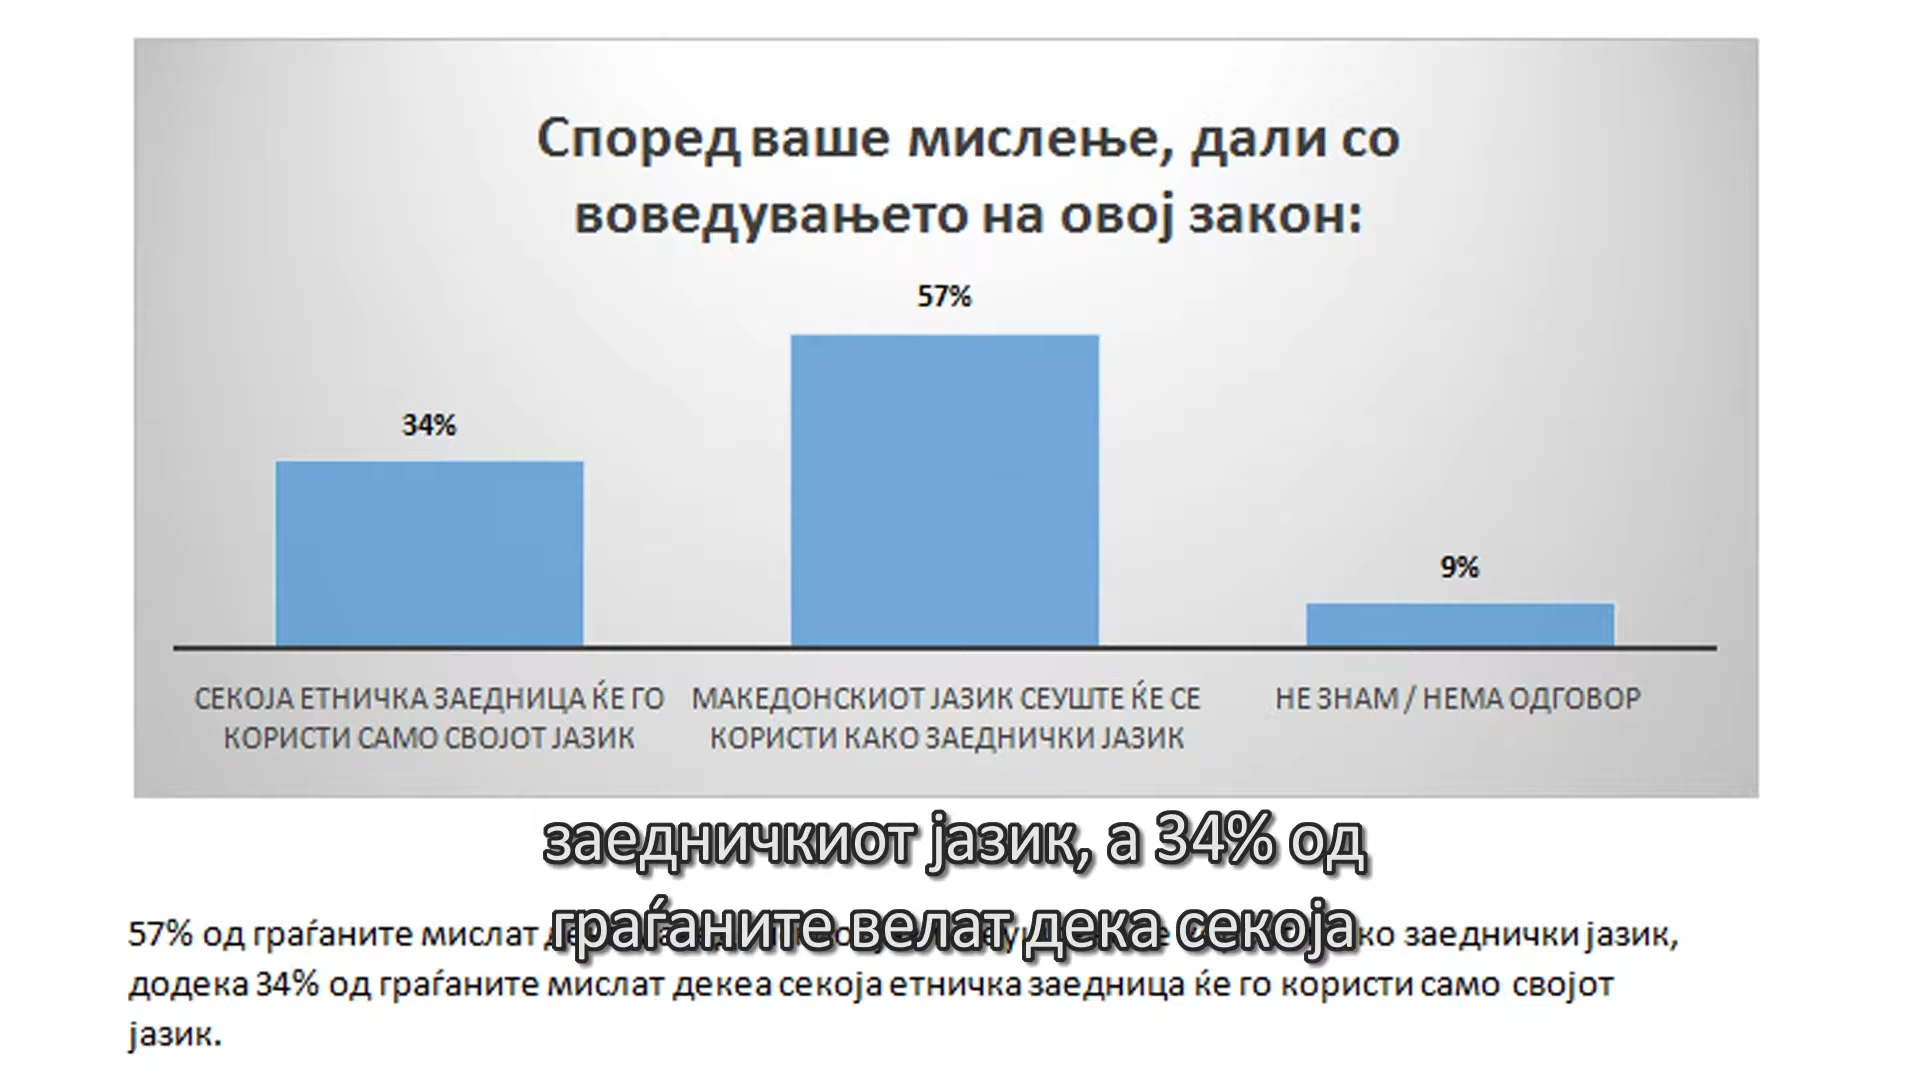 Според ваше мислење, дали со
воведувањето на овој закон:
57%
34%
9%
СЕКОЈА ЕТНИЧКА ЗАЕДНИЦА ЌЕ ГО
КОРИСТИ САМО СВОЈОТ ЈАЗИК
МАКЕДОНСКИОТ ЈАЗИК СЕУШТЕ ЌЕ СЕ
КОРИСТИ КАКО ЗАЕДНИЧКИ ЈАЗИК
НЕ ЗНАМ / НЕМА ОДГОВОР
заедничкиот јазик, а 34% од
граѓаните велат дека секоја
57% од граѓаните мислат заеднички јазик,
додека 34% од граѓаните мислат декеа секоја етничка заедница ќе го користи само својот
јазик.